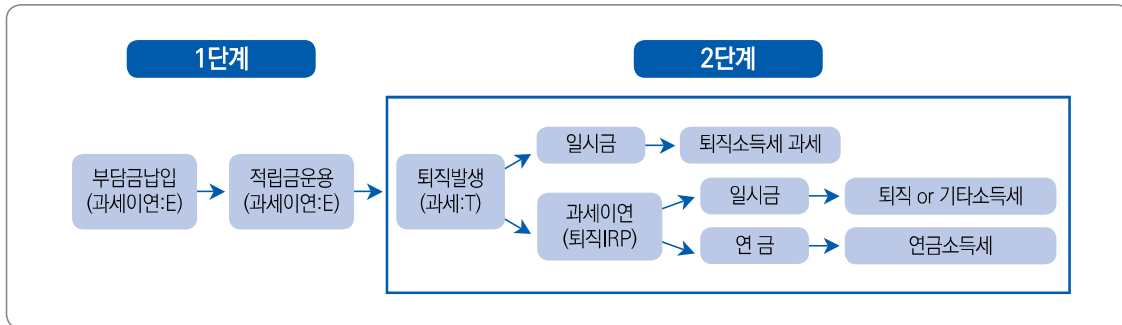 1단계
2단계
부담금납입
(과세이연:E)
적립금운용
(과세이연:E)
퇴직발생
(과세:T)
일시금
퇴직소득세 과세
과세이연
(퇴직IRP)
일시금
퇴직 or 기타소득세
연 금
연금소득세